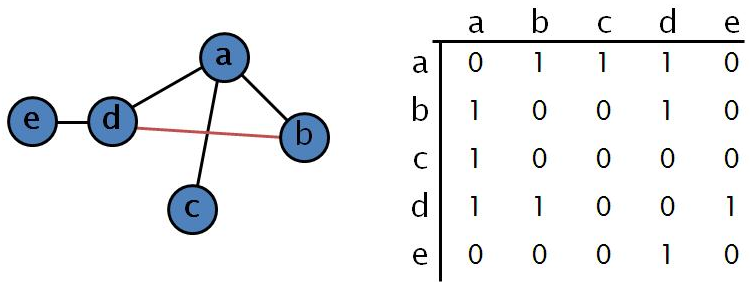 a
e
d
b
c
a b c d e
a 0 1 1 1 0
b 1 0 0 1 0
c 1 0 0 0 0
d 1 1 0 0 1
e 0 0 0 1 0